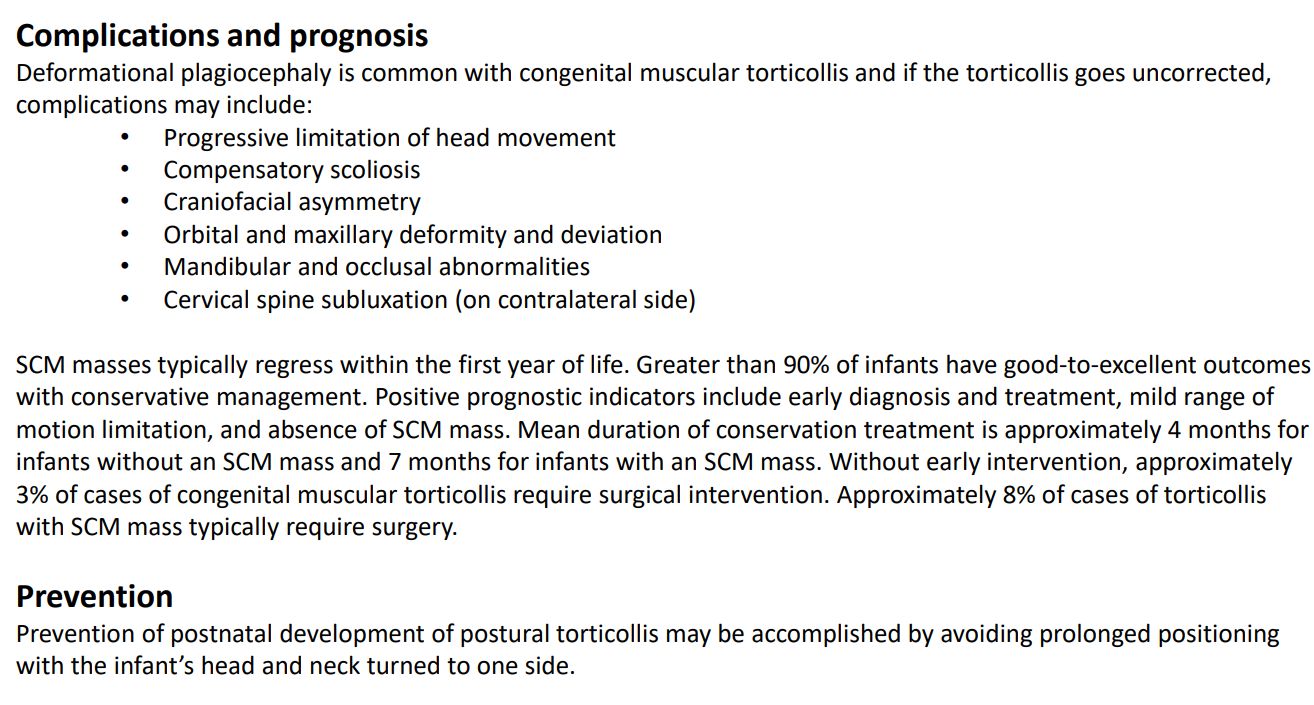 Complications and prognosis
Deformational plagiocephaly is common with congenital muscular torticollis and if the torticollis goes uncorrected,
complications may include:
• Progressive limitation of head movement
• Compensatory scoliosis
• Craniofacial asymmetry
• Orbital and maxillary deformity and deviation
• Mandibular and occlusal abnormalities
• Cervical spine subluxation (on contralateral side)
SCM masses typically regress within the first year of life. Greater than 90% of infants have good-to-excellent outcomes
with conservative management. Positive prognostic indicators include early diagnosis and treatment, mild range of
motion limitation, and absence of SCM mass. Mean duration of conservation treatment is approximately 4 months for
infants without an SCM mass and 7 months for infants with an SCM mass. Without early intervention, approximately
3% of cases of congenital muscular torticollis require surgical intervention. Approximately 8% of cases of torticollis
with SCM mass typically require surgery.
Prevention
Prevention of postnatal development of postural torticollis may be accomplished by avoiding prolonged positioning
with the infant’s head and neck turned to one side.